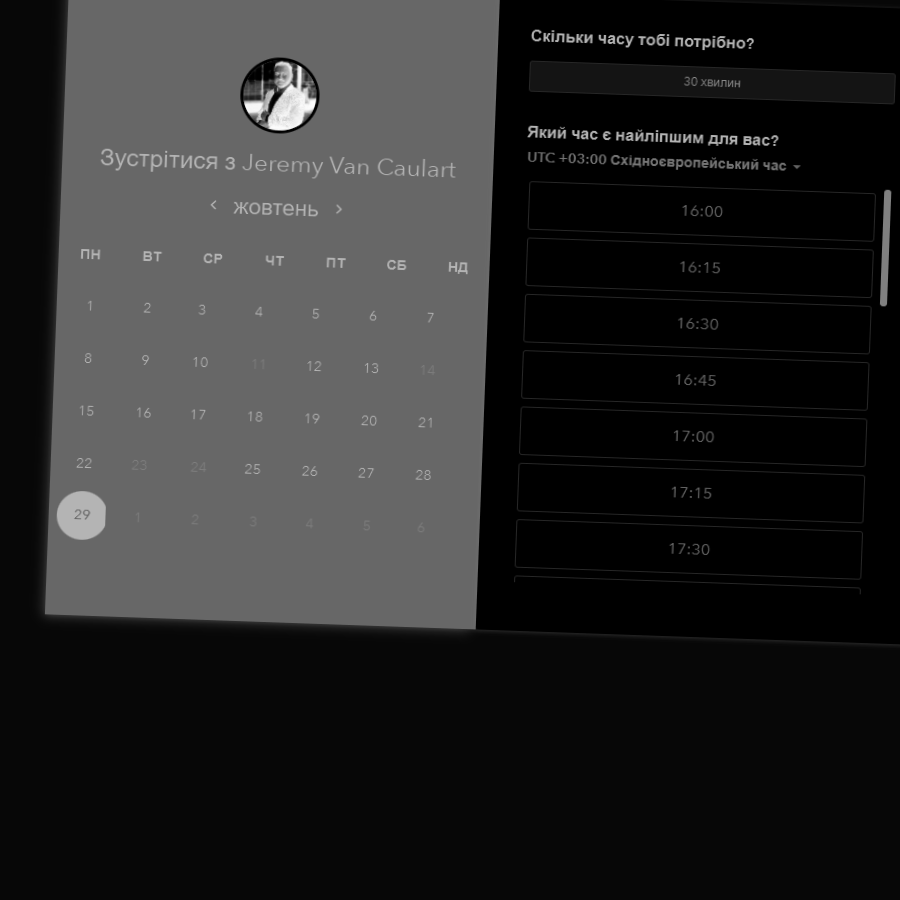 Зустрітися з Jeremy Van Caulart
жовтень
ПН ВТ СР ЧТ ПТ СБ НД
1 2 3 4 5 6 7
8 9 10 11 12 13 14
15 16 17 18 19 20 21
22 23 24 25 26 27 28
29 1 2 3 4 5 6
Скільки часу тобі потрібно?
30 хвилин
Який час є найліпшим для вас?
UTC +03:00 Східноєвропейський час
16:00
16:15
16:30
16:45
17:00
17:15
17:30